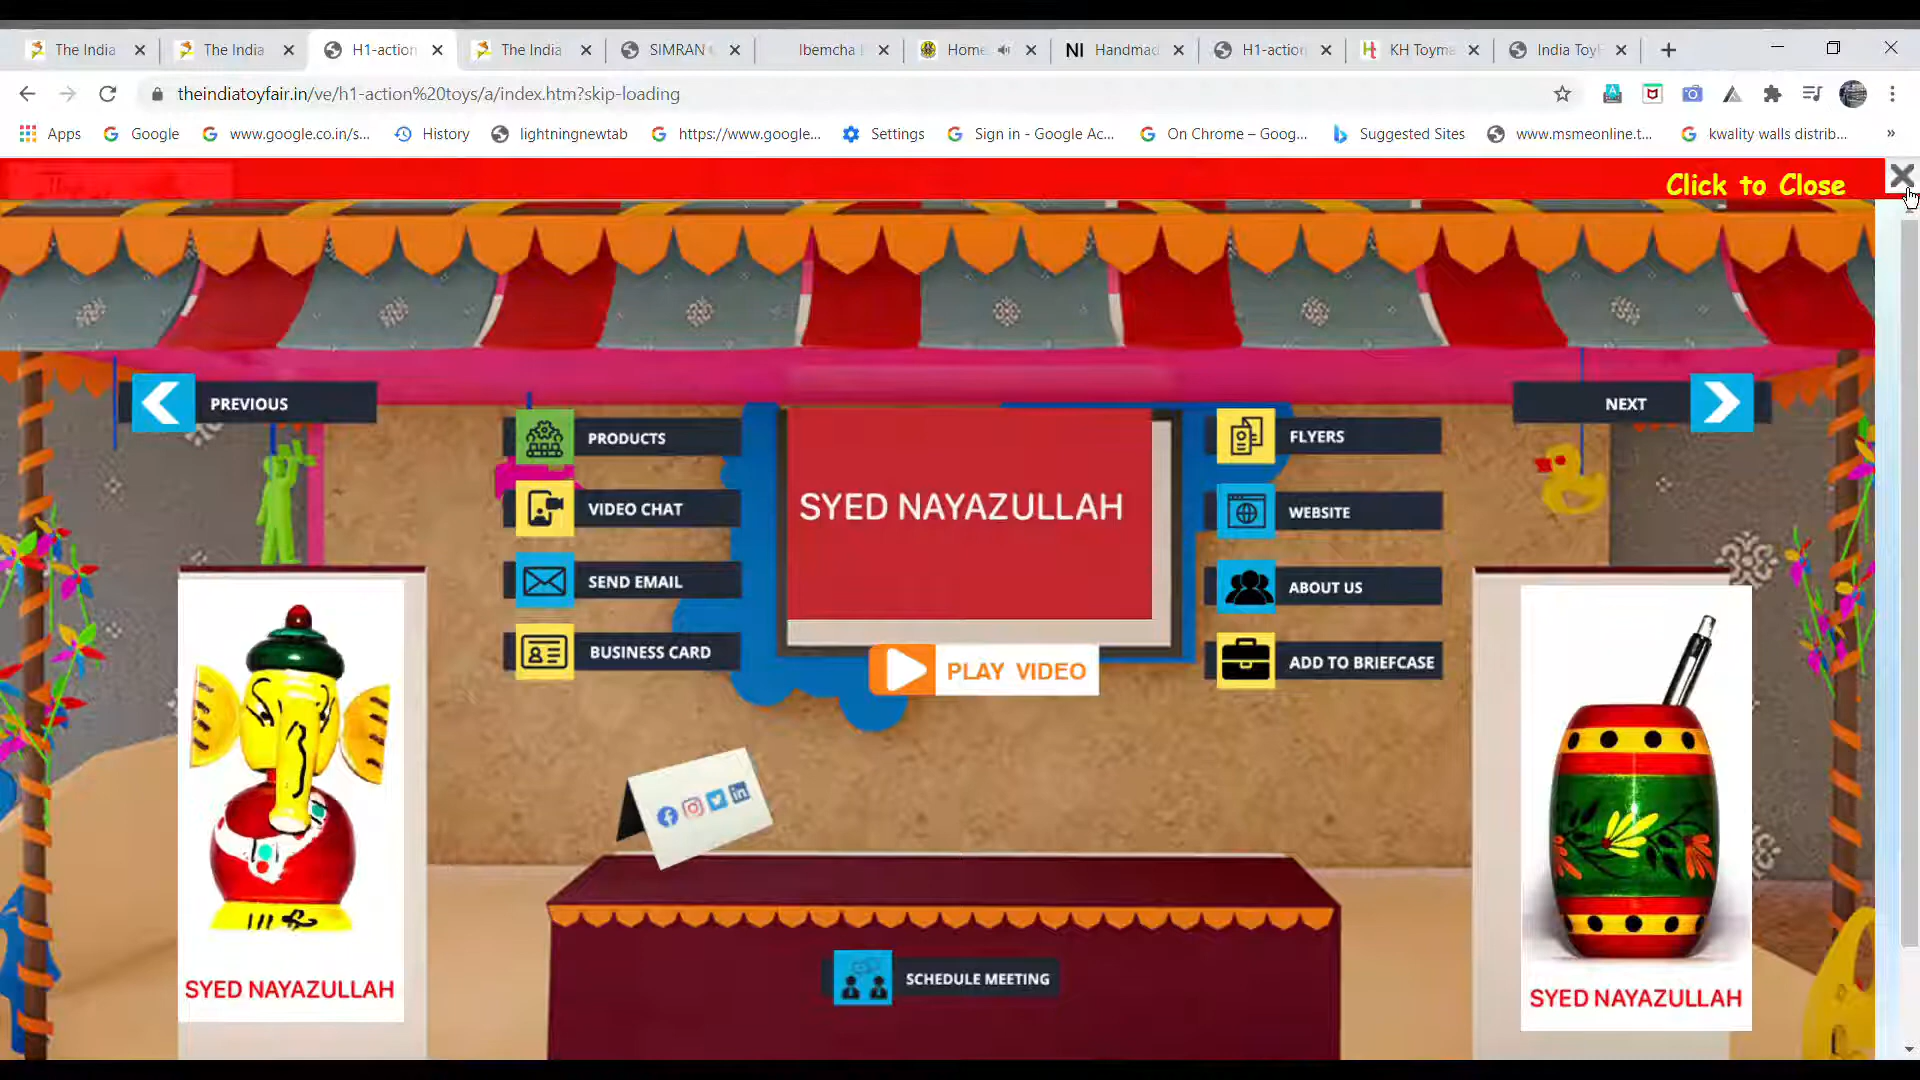 The India
The India
H1-action
The India
SIMRAN
Ibemcha
Home
NI Handmad
H1-action
KH Toyma
India Toy
theindiatoyfair.in/ve/h1-action%20toys/a/index.htm?skip-loading
Apps
Google
www.google.co.in/s...
History
lightningnewtab
https://www.google...
Settings
Sign in - Google Ac...
On Chrome – Goog...
Suggested Sites
www.msmeonline.t...
kwality walls distrib...
»
Click to Close
PREVIOUS
NEXT
PRODUCTS
VIDEO CHAT
SEND EMAIL
BUSINESS CARD
SYED NAYAZULLAH
PLAY VIDEO
FLYERS
WEBSITE
ABOUT US
ADD TO BRIEFCASE
SYED NAYAZULLAH
SCHEDULE MEETING
SYED NAYAZULLAH